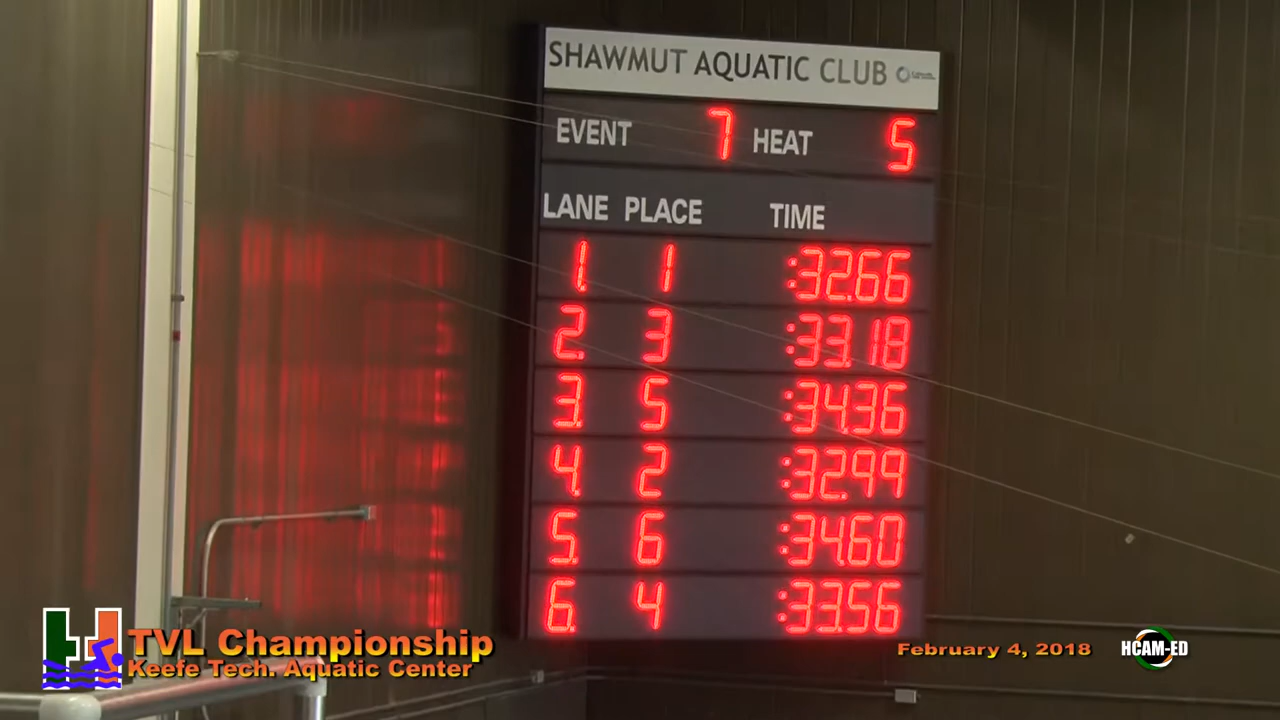 SHAWMUT AQUATIC CLUB
EVENT 7 HEAT 5
LANE PLACE TIME
1. 1 :32.66
2. 3 :33.18
3. 5 :34.36
4. 2 :32.99
5. 6 :34.60
6. 4 :33.56
TVL Championship
Keefe Tech. Aquatic Center
February 4, 2018
HCAM-ED